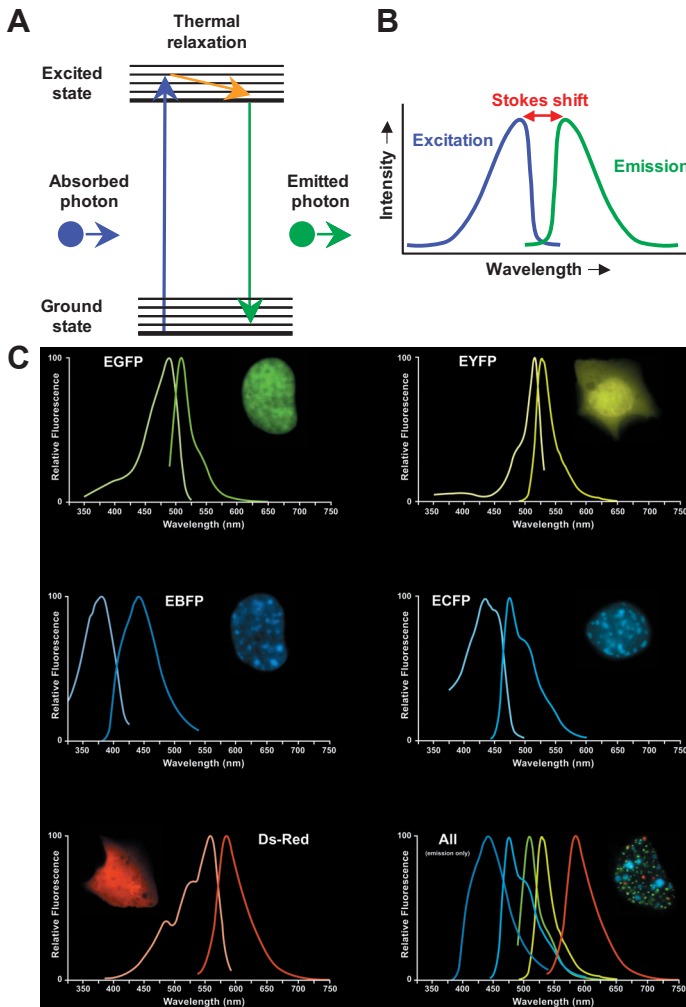 A
Thermal
relaxation
Excited
state
Absorbed
photon
Emitted
photon
Ground
state
B
Stokes shift
Excitation
Emission
Intensity
Wavelength
C
EGFP
100
Relative Fluorescence
0
350 400 450 500 550 600 650 700 750
Wavelength (nm)
EYFP
100
Relative Fluorescence
0
350 400 450 500 550 600 650 700 750
Wavelength (nm)
EBFP
100
Relative Fluorescence
0
350 400 450 500 550 600 650 700 750
Wavelength (nm)
ECFP
100
Relative Fluorescence
0
350 400 450 500 550 600 650 700 750
Wavelength (nm)
Ds-Red
100
Relative Fluorescence
0
350 400 450 500 550 600 650 700 750
Wavelength (nm)
All
(emission only)
100
Relative Fluorescence
0
350 400 450 500 550 600 650 700 750
Wavelength (nm)